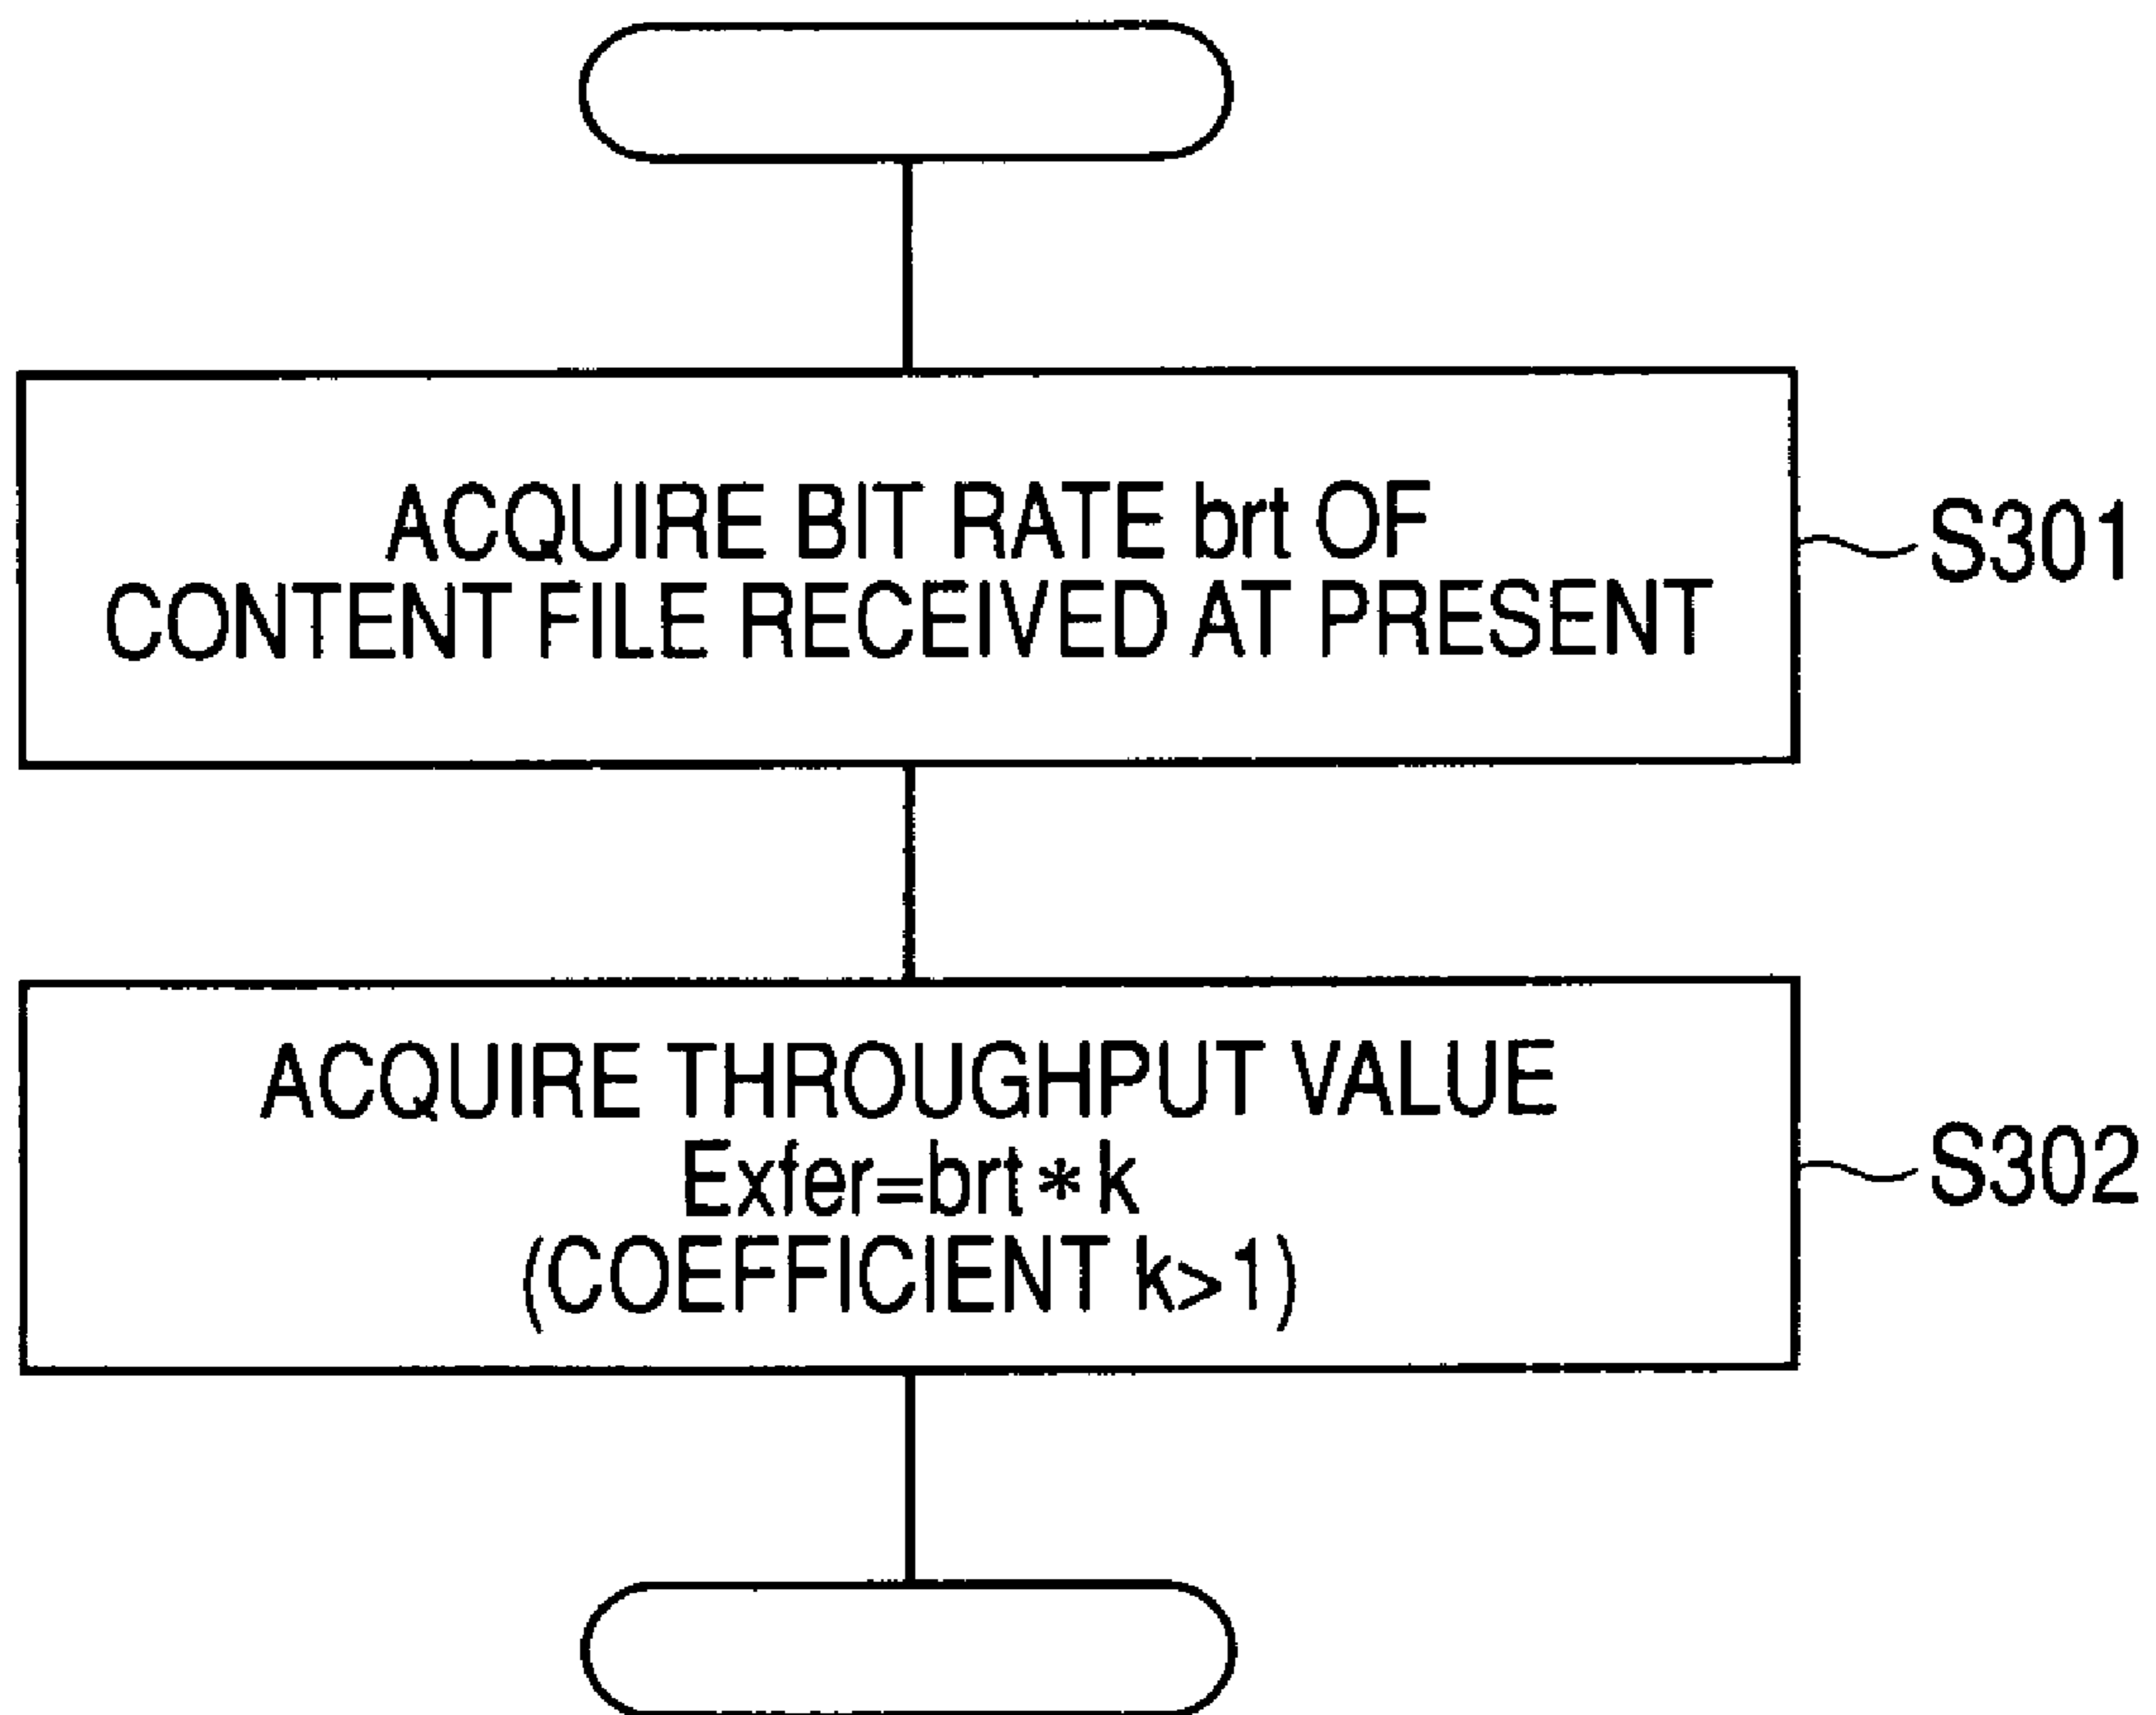 ACQUIRE BIT RATE brt OF
CONTENT FILE RECEIVED AT PRESENT
S301
ACQUIRE THROUGHPUT VALUE
Exfer=brt*k
(COEFFICIENT k>1)
S302